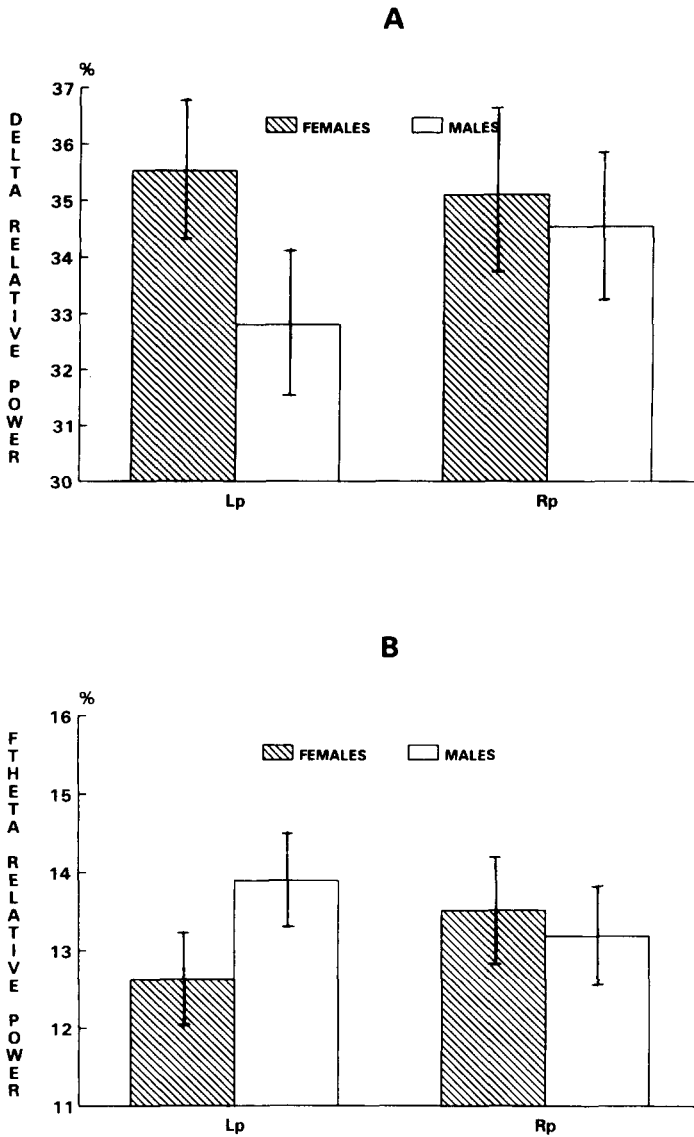 A
%
DELTA RELATIVE POWER
37
36
35
34
33
32
31
30
FEMALES
MALES
Lp
Rp
B
%
FTHETA RELATIVE POWER
16
15
14
13
12
11
FEMALES
MALES
Lp
Rp